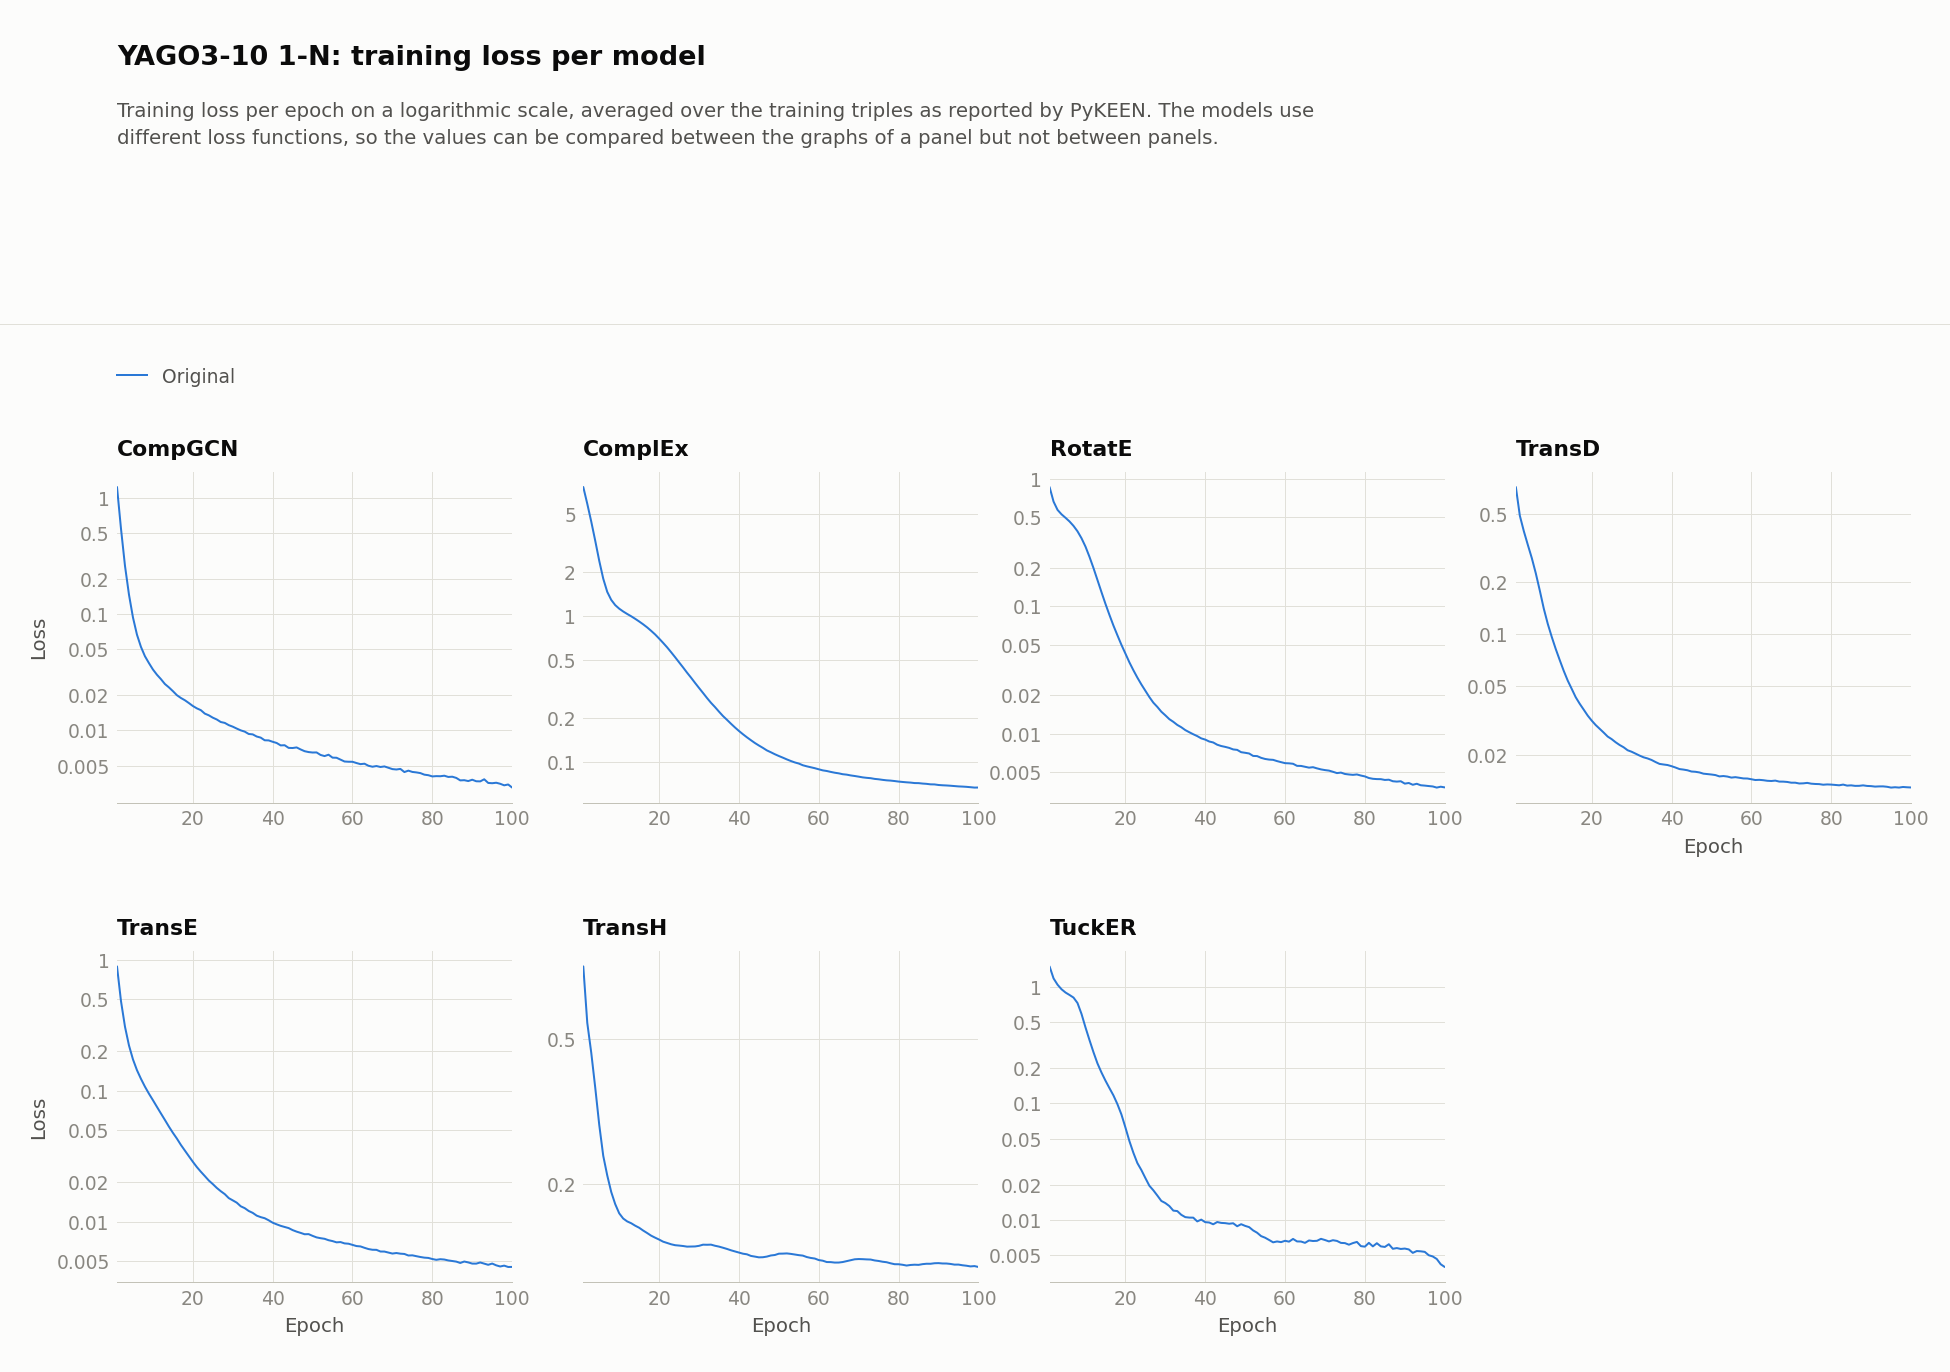 YAGO3-10 1-N: training loss per model
Training loss per epoch on a logarithmic scale, averaged over the training triples as reported by PyKEEN. The models use
different loss functions, so the values can be compared between the graphs of a panel but not between panels.
Original
CompGCN
1
0.5
0.2
0.1
0.05
0.02
0.01
0.005
Loss
20 40 60 80 100
ComplEx
5
2
1
0.5
0.2
0.1
20 40 60 80 100
RotatE
1
0.5
0.2
0.1
0.05
0.02
0.01
0.005
20 40 60 80 100
TransD
0.5
0.2
0.1
0.05
0.02
20 40 60 80 100
Epoch
TransE
1
0.5
0.2
0.1
0.05
0.02
0.01
0.005
Loss
20 40 60 80 100
Epoch
TransH
0.5
0.2
20 40 60 80 100
Epoch
TuckER
1
0.5
0.2
0.1
0.05
0.02
0.01
0.005
20 40 60 80 100
Epoch